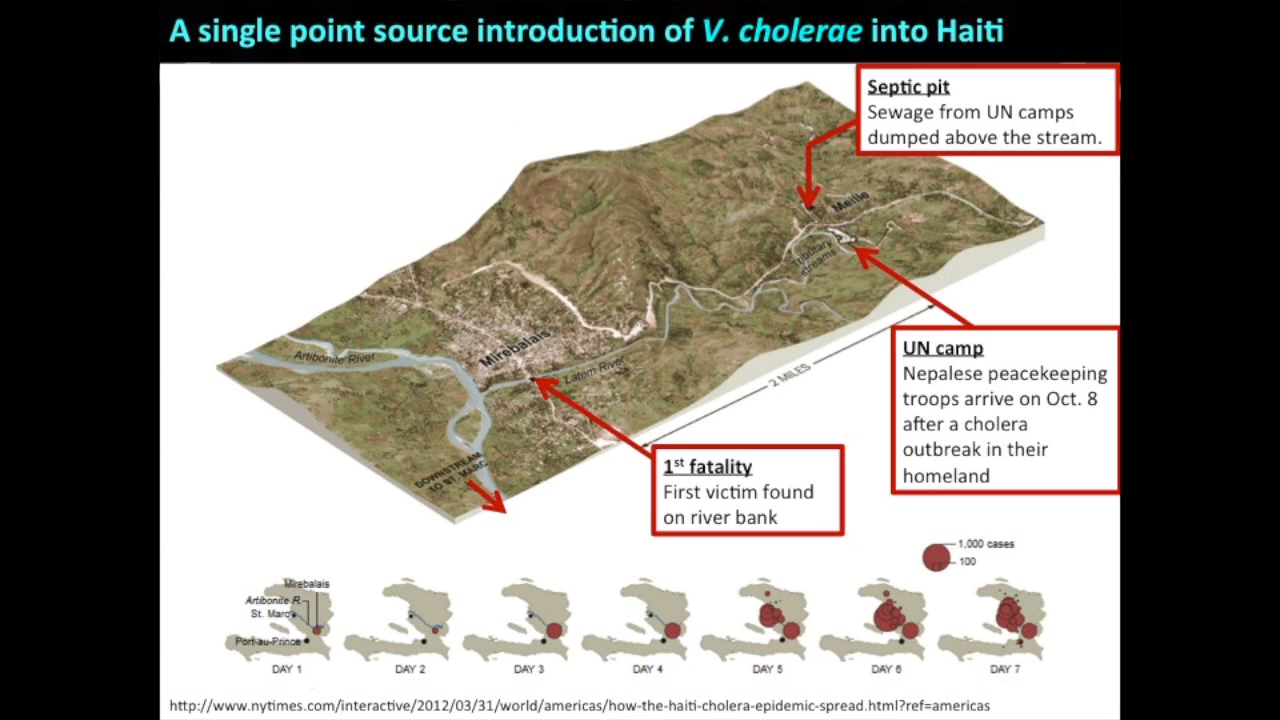 A single point source introduction of V. cholerae into Haiti
Septic pit
Sewage from UN camps
dumped above the stream.
Meille
Tributary
streams
UN camp
Nepalese peacekeeping
troops arrive on Oct. 8
after a cholera
outbreak in their
homeland
Mirebalais
Artibonite River
Latem River
2 MILES
DOWNSTREAM
TO ST. MARC
1st fatality
First victim found
on river bank
1,000 cases
100
Mirebalais
Artibonite R.
St. Marc
Port-au-Prince
DAY 1
DAY 2
DAY 3
DAY 4
DAY 5
DAY 6
DAY 7
http://www.nytimes.com/interactive/2012/03/31/world/americas/how-the-haiti-cholera-epidemic-spread.html?ref=americas